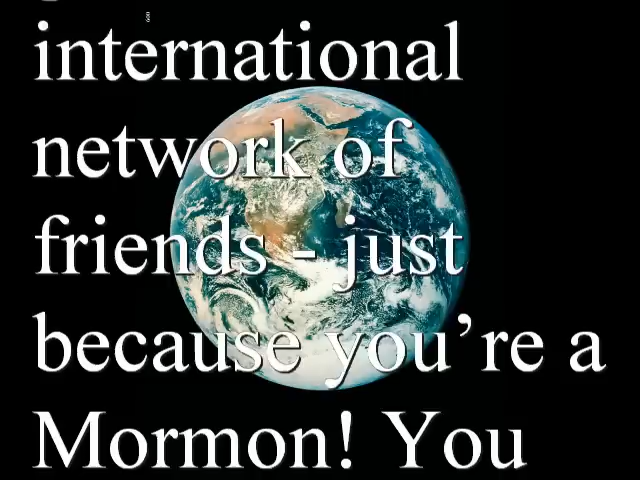 international
network of
friends - just
because you’re a
Mormon! You